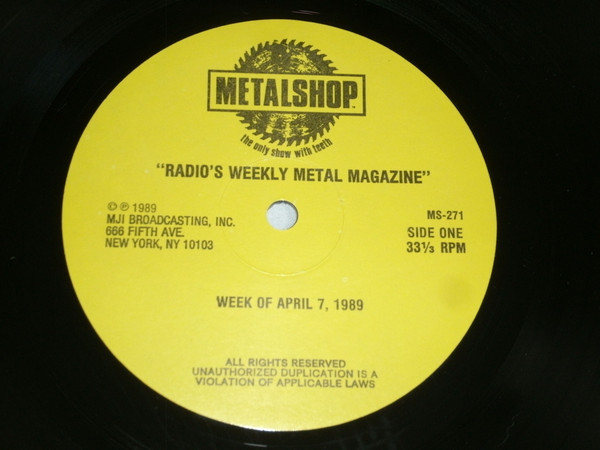 METALSHOP.
the only show with teeth
"RADIO'S WEEKLY METAL MAGAZINE"
© ℗ 1989
MJI BROADCASTING, INC.
666 FIFTH AVE.
NEW YORK, NY 10103
MS-271
SIDE ONE
33⅓ RPM
WEEK OF APRIL 7, 1989
ALL RIGHTS RESERVED
UNAUTHORIZED DUPLICATION IS A
VIOLATION OF APPLICABLE LAWS